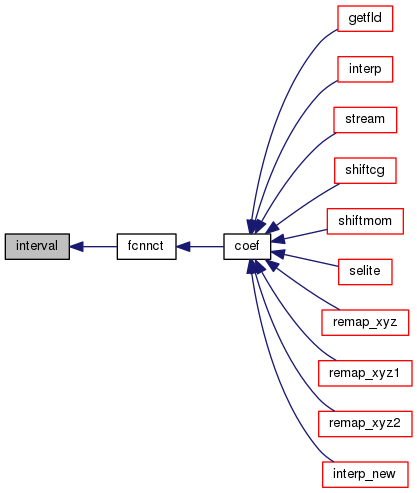 getfld
interp
stream
shiftcg
shiftmom
interval
fcnnct
coef
selite
remap_xyz
remap_xyz1
remap_xyz2
interp_new